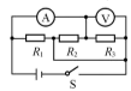 A V
R₁ R₂ R₃
S